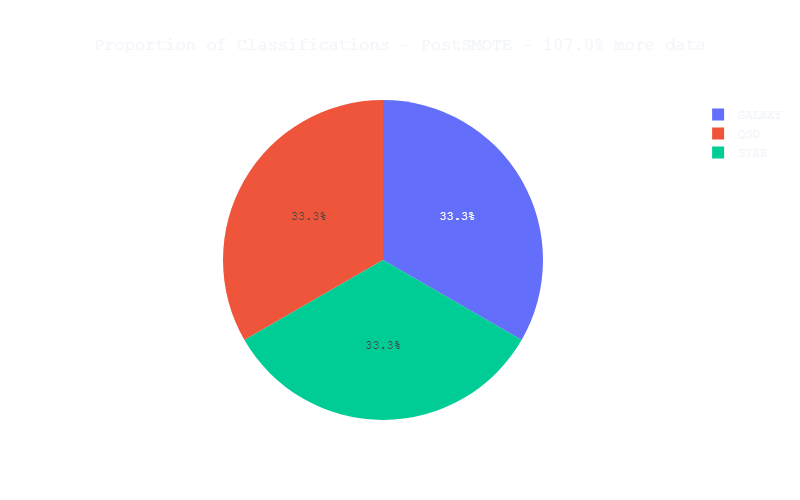 Proportion of Classifications - PostSMOTE - 107.0% more data
GALAXY
QSO
STAR
33.3%
33.3%
33.3%